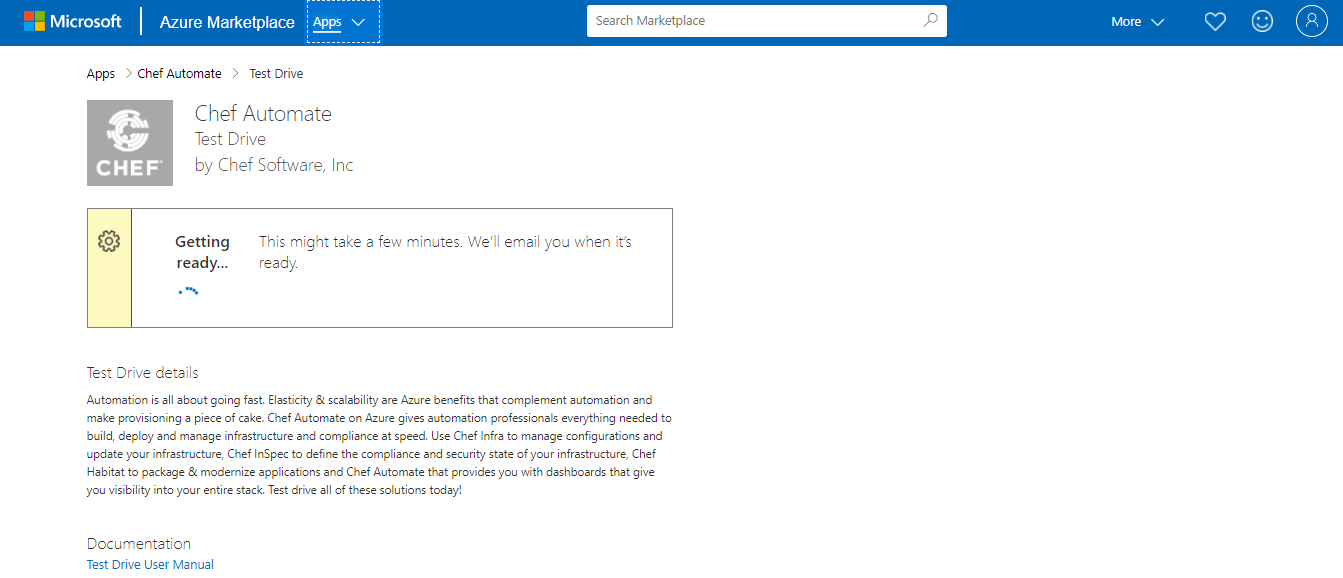 Microsoft Azure Marketplace Apps Search Marketplace More
Apps Chef Automate Test Drive
CHEF
Chef Automate
Test Drive
by Chef Software, Inc
Getting ready...
This might take a few minutes. We'll email you when it's
ready.
Test Drive details
Automation is all about going fast. Elasticity & scalability are Azure benefits that complement automation and
make provisioning a piece of cake. Chef Automate on Azure gives automation professionals everything needed to
build, deploy and manage infrastructure and compliance at speed. Use Chef Infra to manage configurations and
update your infrastructure, Chef InSpec to define the compliance and security state of your infrastructure, Chef
Habitat to package & modernize applications and Chef Automate that provides you with dashboards that give
you visibility into your entire stack. Test drive all of these solutions today!
Documentation
Test Drive User Manual